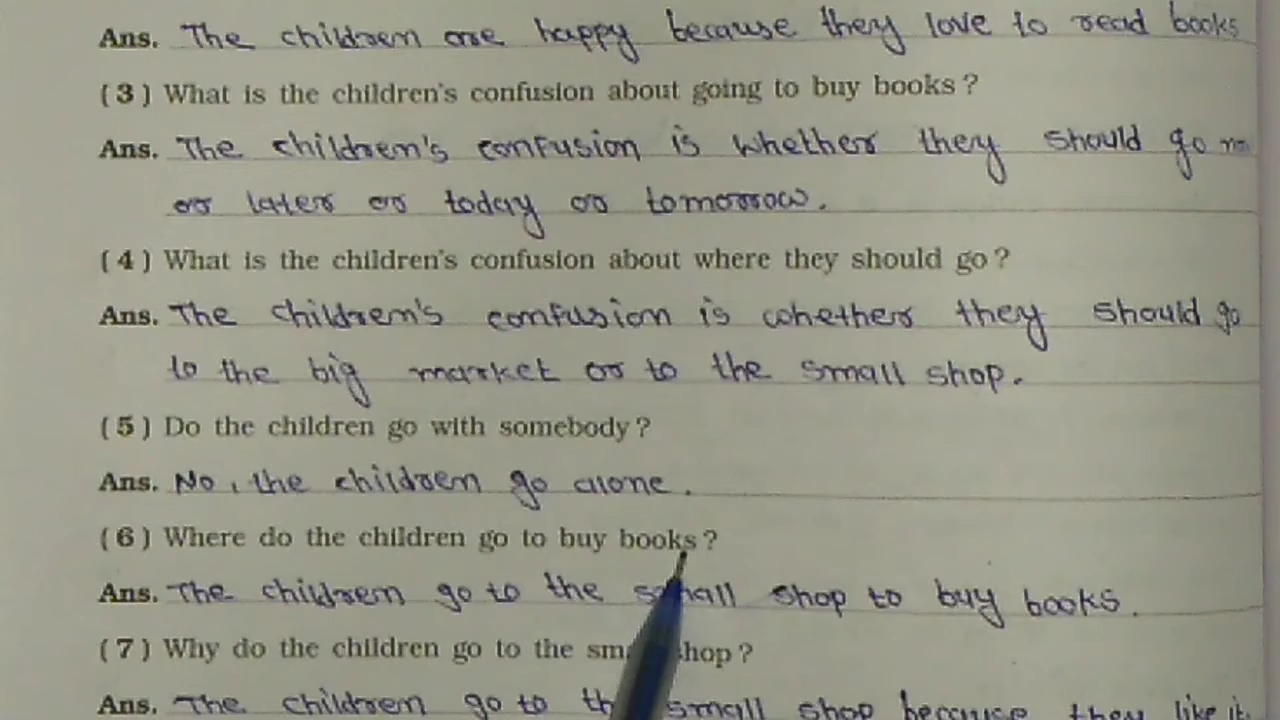 Ans. The children are happy because they love to read books
(3) What is the children's confusion about going to buy books?
Ans. The children's confusion is whether they should go
or later or today or tomorrow.
(4) What is the children's confusion about where they should go?
Ans. The children's confusion is whether they should go
to the big market or to the small shop.
(5) Do the children go with somebody?
Ans. No, the children go alone.
(6) Where do the children go to buy books?
Ans. The children go to the small shop to buy books.
(7) Why do the children go to the small shop?
Ans. The children go to the small shop because they like it.